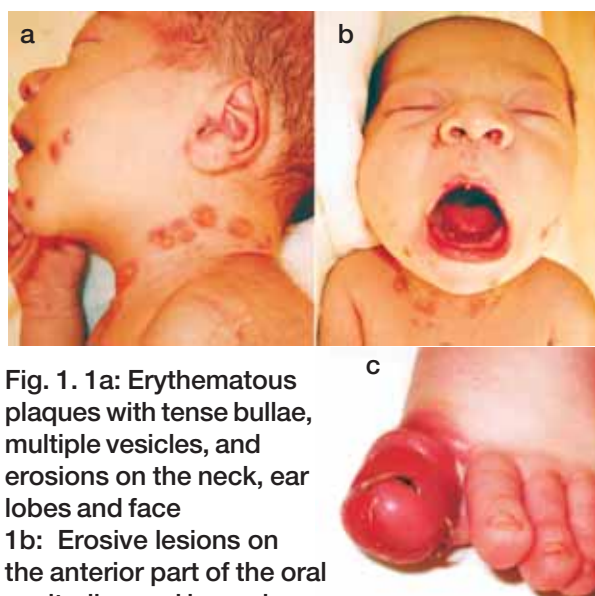 a
b
c
Fig. 1. 1a: Erythematous
plaques with tense bullae,
multiple vesicles, and
erosions on the neck, ear
lobes and face
1b: Erosive lesions on
the anterior part of the oral